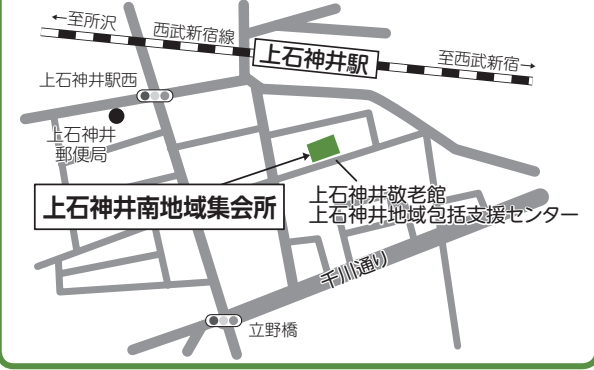 ←至所沢
西武新宿線
上石神井駅
至西武新宿→
上石神井駅西
上石神井
郵便局
上石神井南地域集会所
上石神井敬老館
上石神井地域包括支援センター
千川通り
立野橋